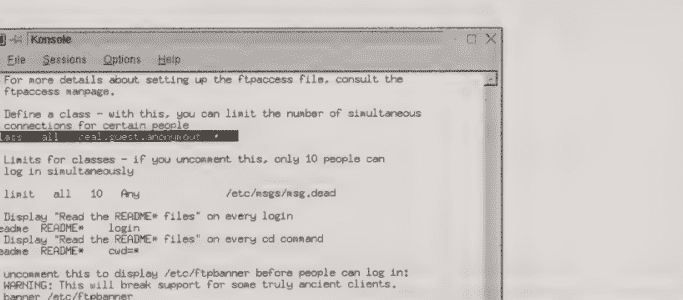 Konsole
File Sessions Options Help
For more details about setting up the ftpaccess file, consult the
ftpaccess manpage.
Define a class - with this, you can limit the number of simultaneous
connections for certain people
lass all real,guest,anonymout *
Limits for classes - if you uncomment this, only 10 people can
log in simultaneously
limit all 10 Any /etc/msgs/msg.dead
Display "Read the README* files" on every login
eadme README* login
Display "Read the README* files" on every cd command
eadme README* cwd=*
uncomment this to display /etc/ftpbanner before people can log in:
WARNING: This will break support for some truly ancient clients.
banner /etc/ftpbanner